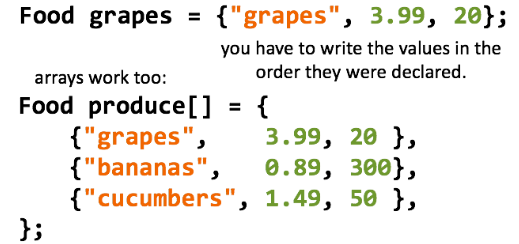 Food grapes = {"grapes", 3.99, 20};
you have to write the values in the
order they were declared.
arrays work too:
Food produce[] = {
{"grapes", 3.99, 20 },
{"bananas", 0.89, 300},
{"cucumbers", 1.49, 50 },
};